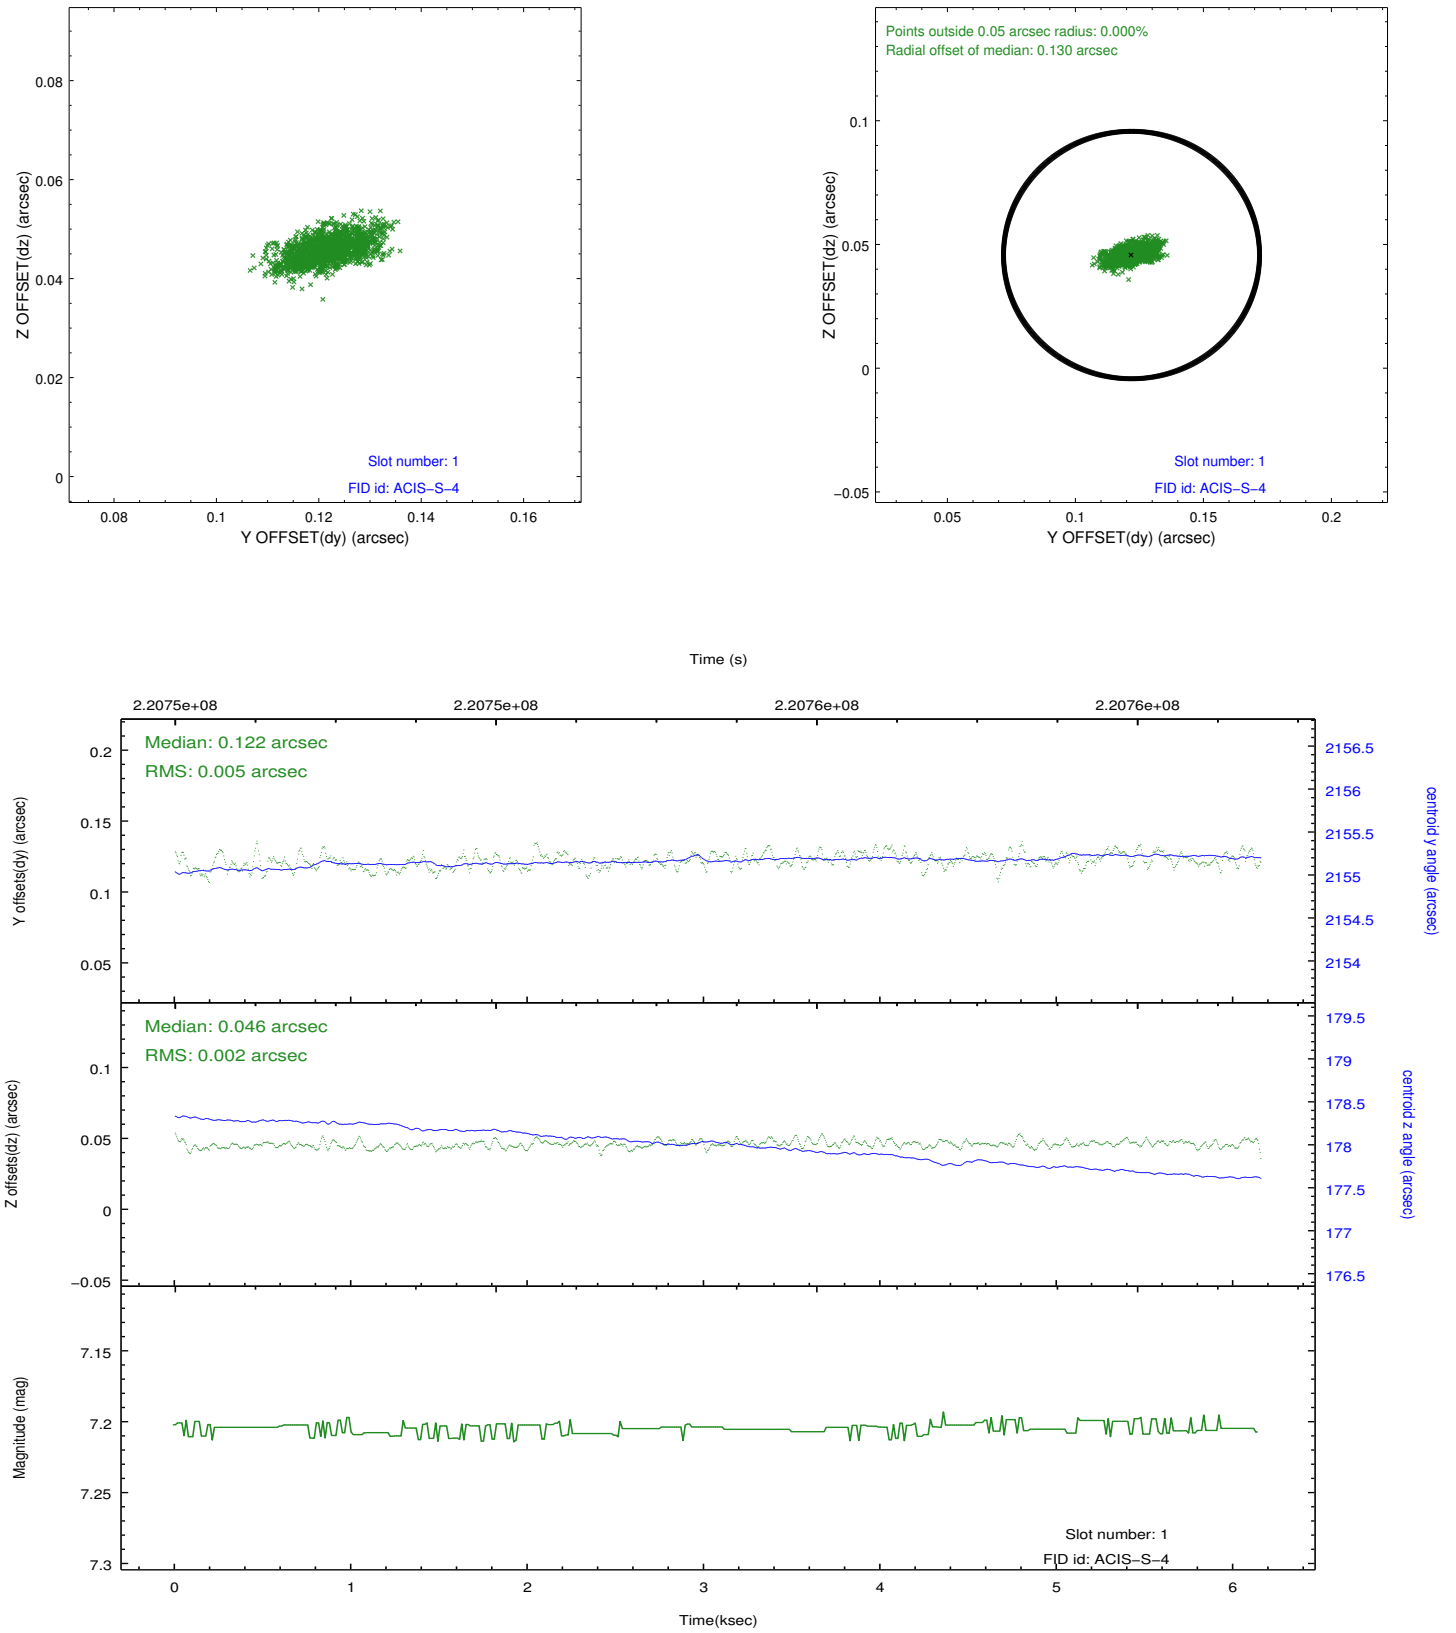 0.08
0.06
0.04
0.02
0
Z OFFSET(dz) (arcsec)
Slot number: 1
FID id: ACIS−S−4
0.08 0.1 0.12 0.14 0.16
Y OFFSET(dy) (arcsec)
Points outside 0.05 arcsec radius: 0.000%
Radial offset of median: 0.130 arcsec
0.1
0.05
0
−0.05
Z OFFSET(dz) (arcsec)
Slot number: 1
FID id: ACIS−S−4
0.05 0.1 0.15 0.2
Y OFFSET(dy) (arcsec)
Time (s)
2.2075e+08 2.2075e+08 2.2076e+08 2.2076e+08
Median: 0.122 arcsec
RMS: 0.005 arcsec
0.2
0.15
0.1
0.05
Y offsets(dy) (arcsec)
2156.5
2156
2155.5
2155
2154.5
2154
centroid y angle (arcsec)
Median: 0.046 arcsec
RMS: 0.002 arcsec
0.1
0.05
0
−0.05
Z offsets(dz) (arcsec)
179.5
179
178.5
178
177.5
177
176.5
centroid z angle (arcsec)
7.15
7.2
7.25
7.3
Magnitude (mag)
Slot number: 1
FID id: ACIS−S−4
0 1 2 3 4 5 6
Time(ksec)